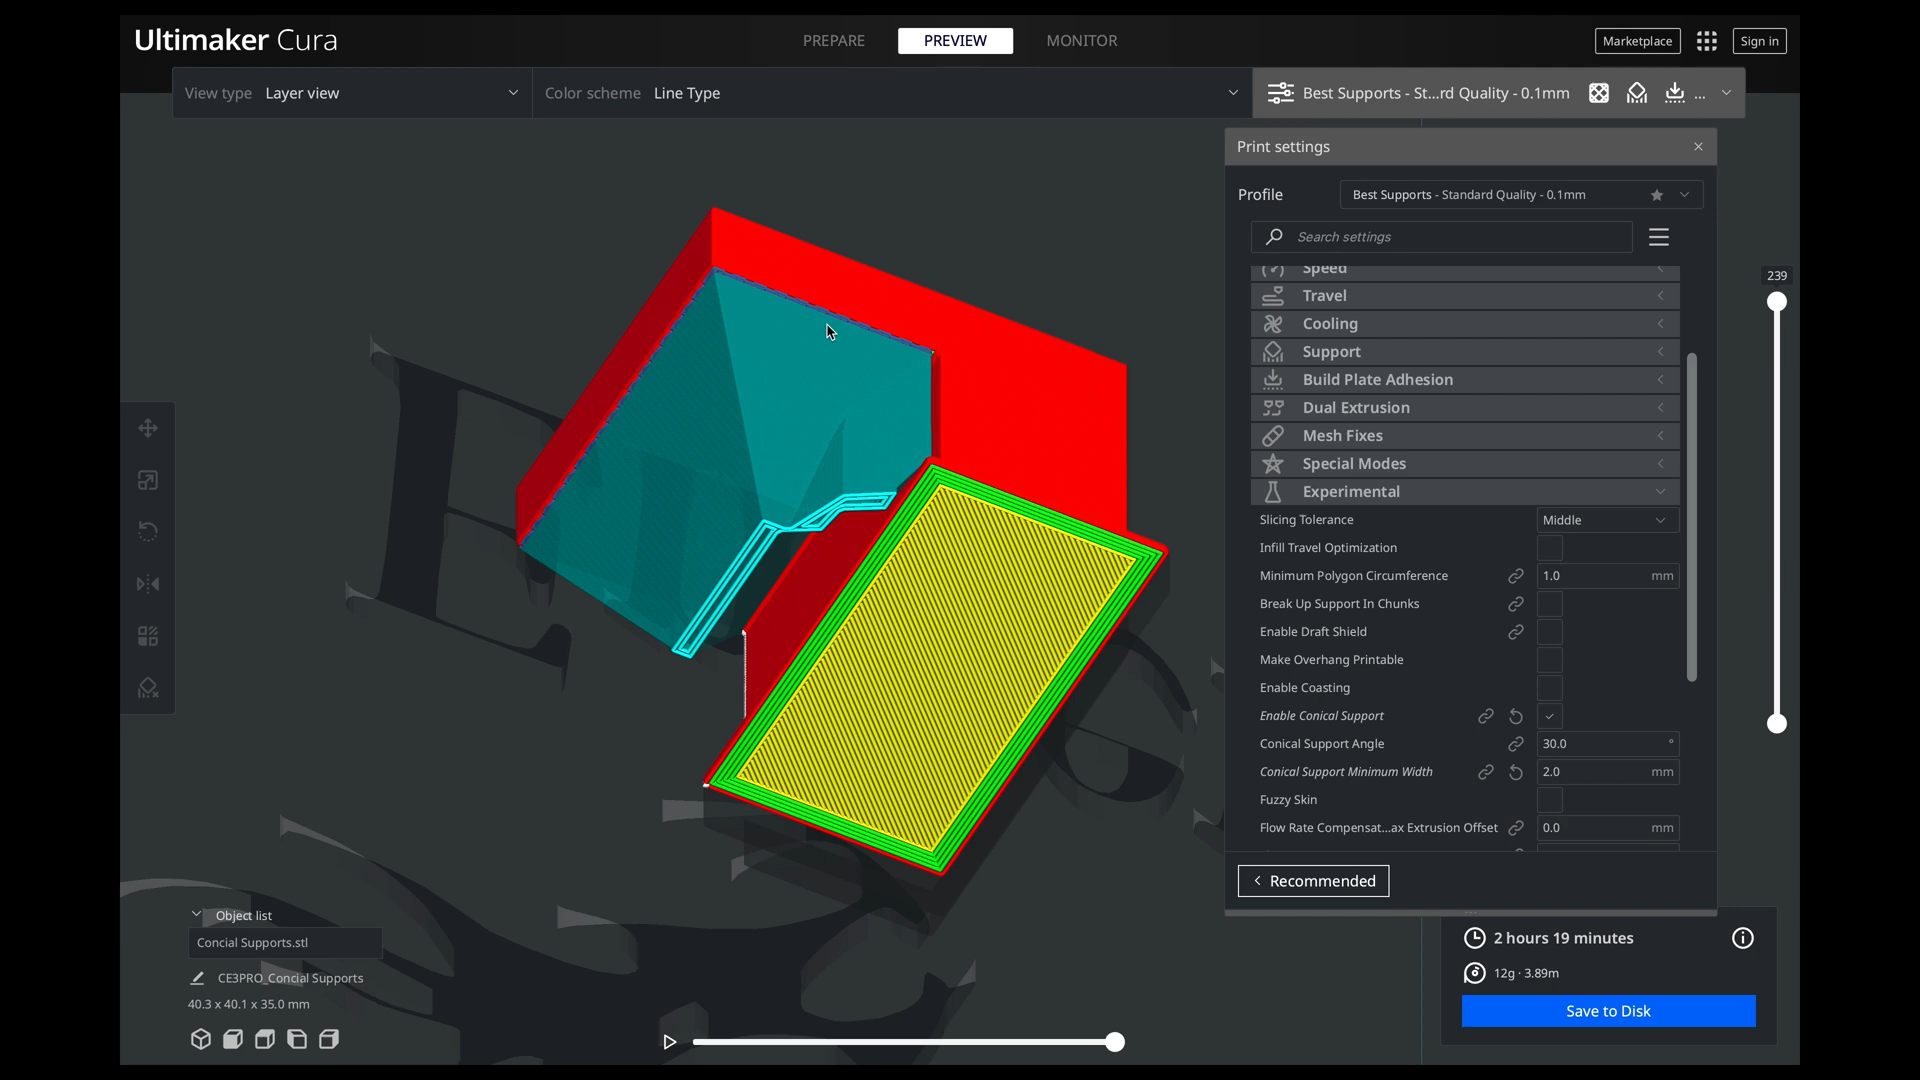 Ultimaker Cura
PREPARE
PREVIEW
MONITOR
Marketplace
Sign in
View type Layer view
Color scheme Line Type
Best Supports - St...rd Quality - 0.1mm
...
Print settings
Profile
Best Supports - Standard Quality - 0.1mm
Search settings
Speed
Travel
Cooling
Support
Build Plate Adhesion
Dual Extrusion
Mesh Fixes
Special Modes
Experimental
Slicing Tolerance Middle
Infill Travel Optimization
Minimum Polygon Circumference 1.0 mm
Break Up Support In Chunks
Enable Draft Shield
Make Overhang Printable
Enable Coasting
Enable Conical Support
Conical Support Angle 30.0 °
Conical Support Minimum Width 2.0 mm
Fuzzy Skin
Flow Rate Compensat...ax Extrusion Offset 0.0 mm
Recommended
239
Object list
Concial Supports.stl
CE3PRO_Concial Supports
40.3 x 40.1 x 35.0 mm
2 hours 19 minutes
12g · 3.89m
Save to Disk